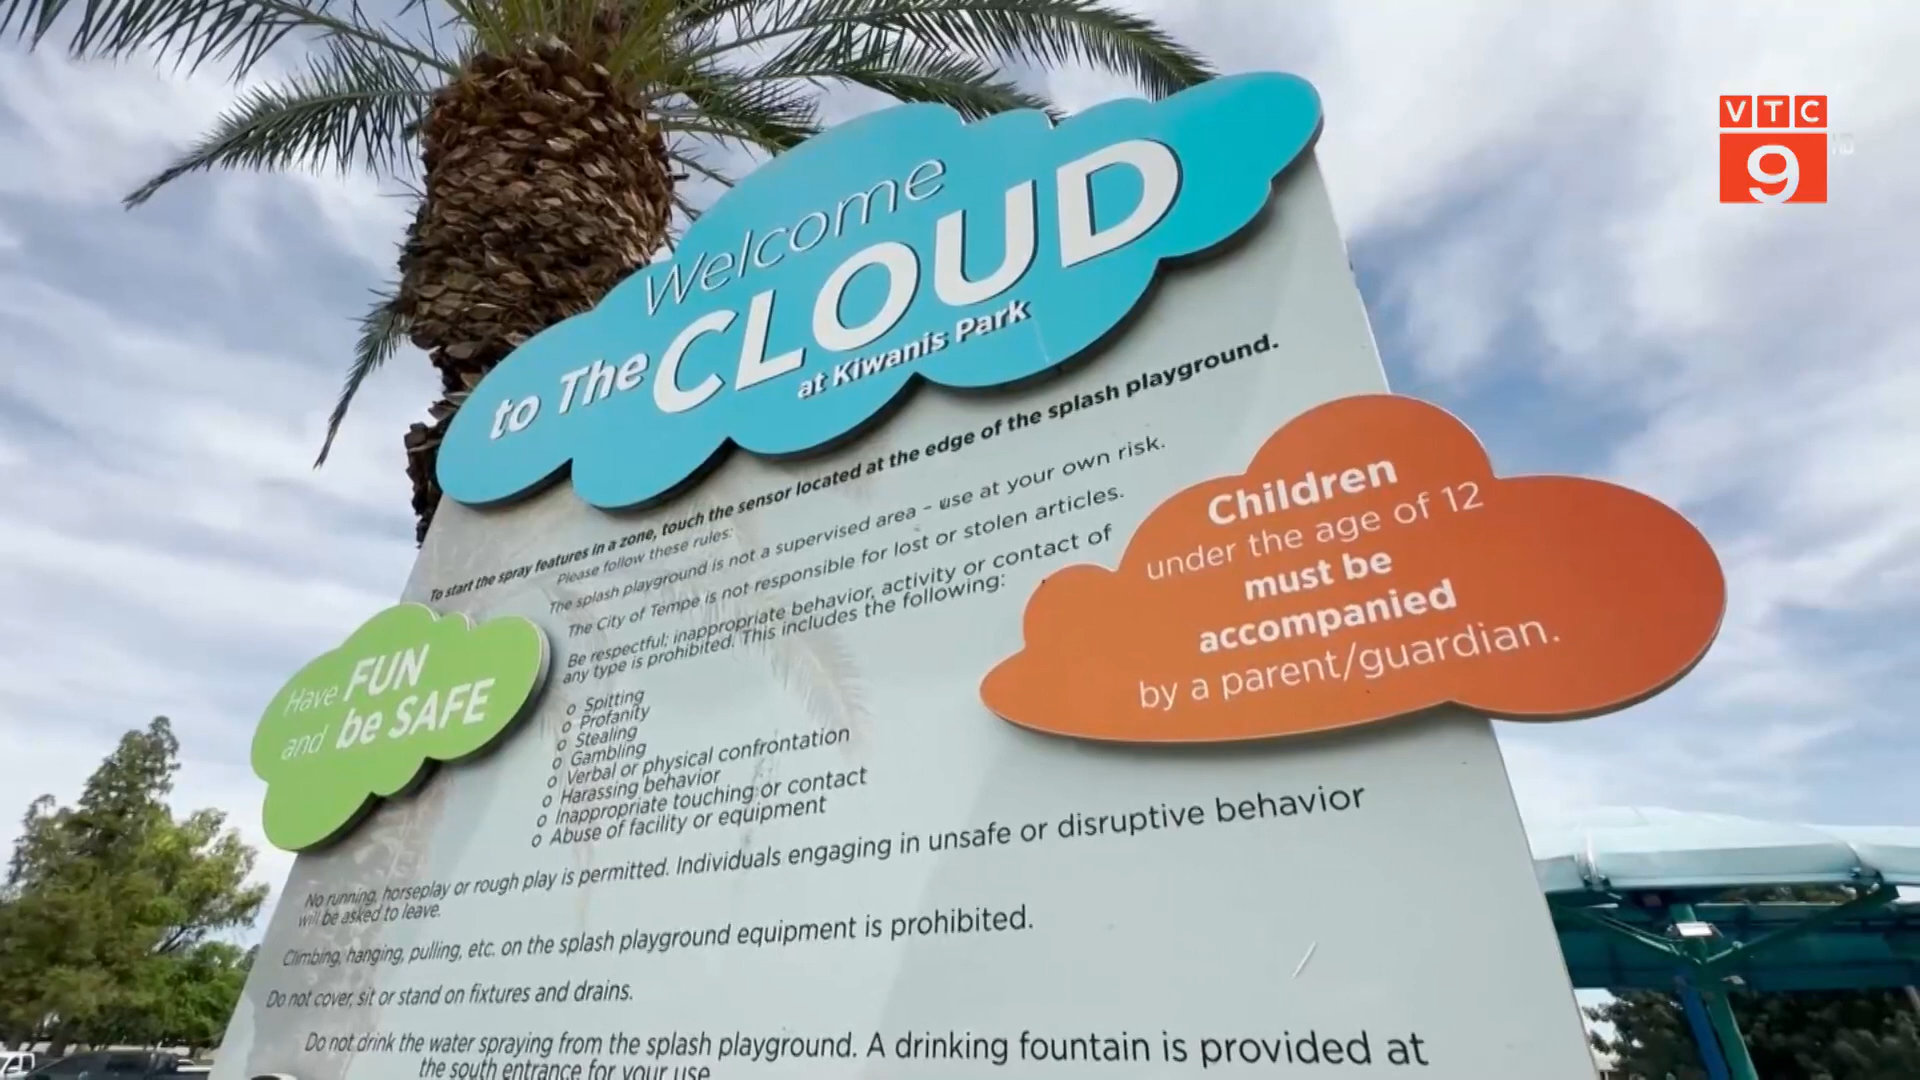 VTC
9
HD
Welcome
to The CLOUD
at Kiwanis Park
To start the spray features in a zone, touch the sensor located at the edge of the splash playground.
Please follow these rules:
The splash playground is not a supervised area – use at your own risk.
The City of Tempe is not responsible for lost or stolen articles.
Be respectful; inappropriate behavior, activity or contact of
any type is prohibited. This includes the following:
o Spitting
o Profanity
o Stealing
o Gambling
o Verbal or physical confrontation
o Harassing behavior
o Inappropriate touching or contact
o Abuse of facility or equipment
Children
under the age of 12
must be
accompanied
by a parent/guardian.
Have FUN
and be SAFE
No running, horseplay or rough play is permitted. Individuals engaging in unsafe or disruptive behavior
will be asked to leave.
Climbing, hanging, pulling, etc. on the splash playground equipment is prohibited.
Do not cover, sit or stand on fixtures and drains.
Do not drink the water spraying from the splash playground. A drinking fountain is provided at
the south entrance for your use